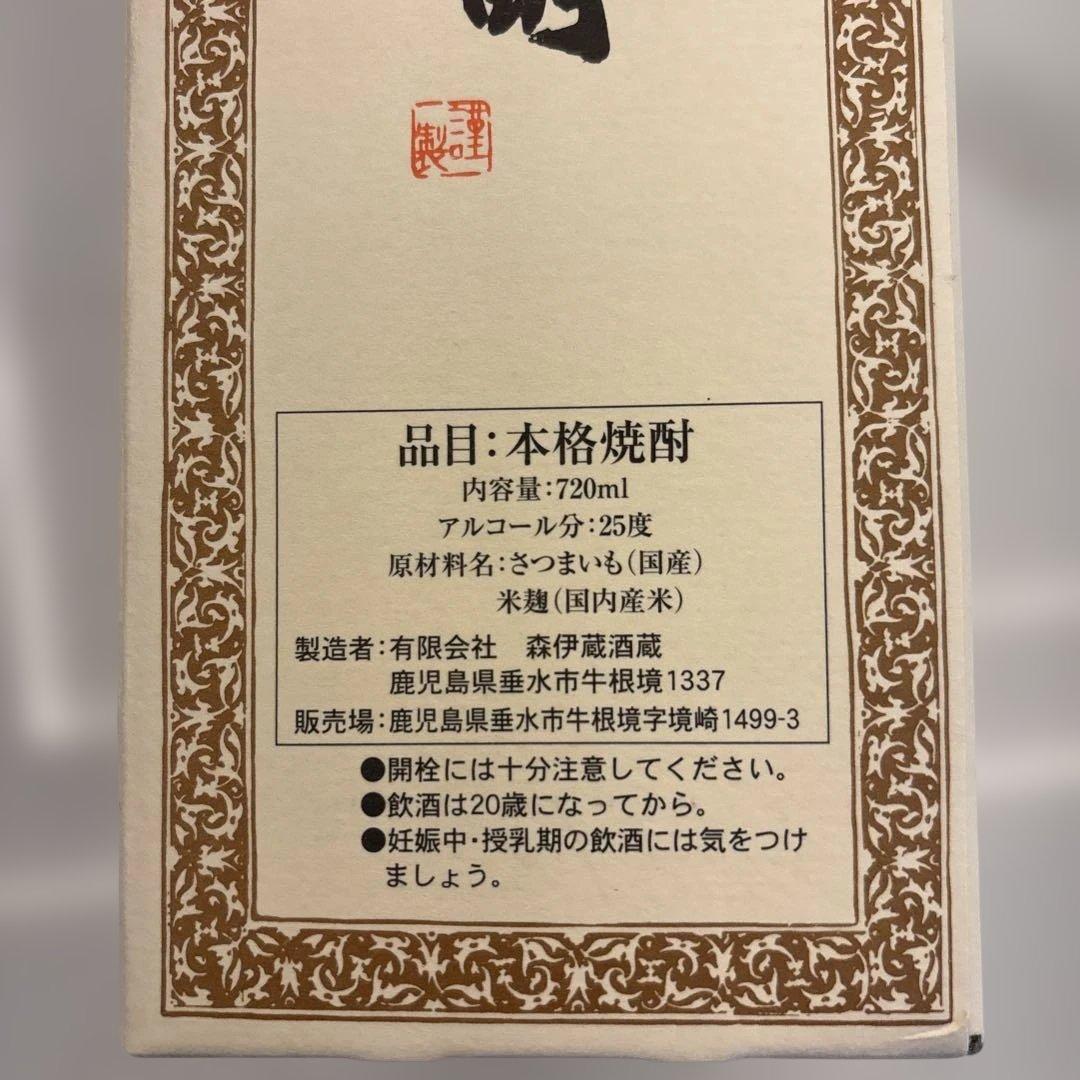 謹製
品目：本格焼酎
内容量：720ml
アルコール分：25度
原材料名：さつまいも（国産）
米麹（国内産米）
製造者：有限会社　森伊蔵酒蔵
鹿児島県垂水市牛根境1337
販売場：鹿児島県垂水市牛根境字境崎1499-3
●開栓には十分注意してください。
●飲酒は20歳になってから。
●妊娠中・授乳期の飲酒には気をつけ
ましょう。